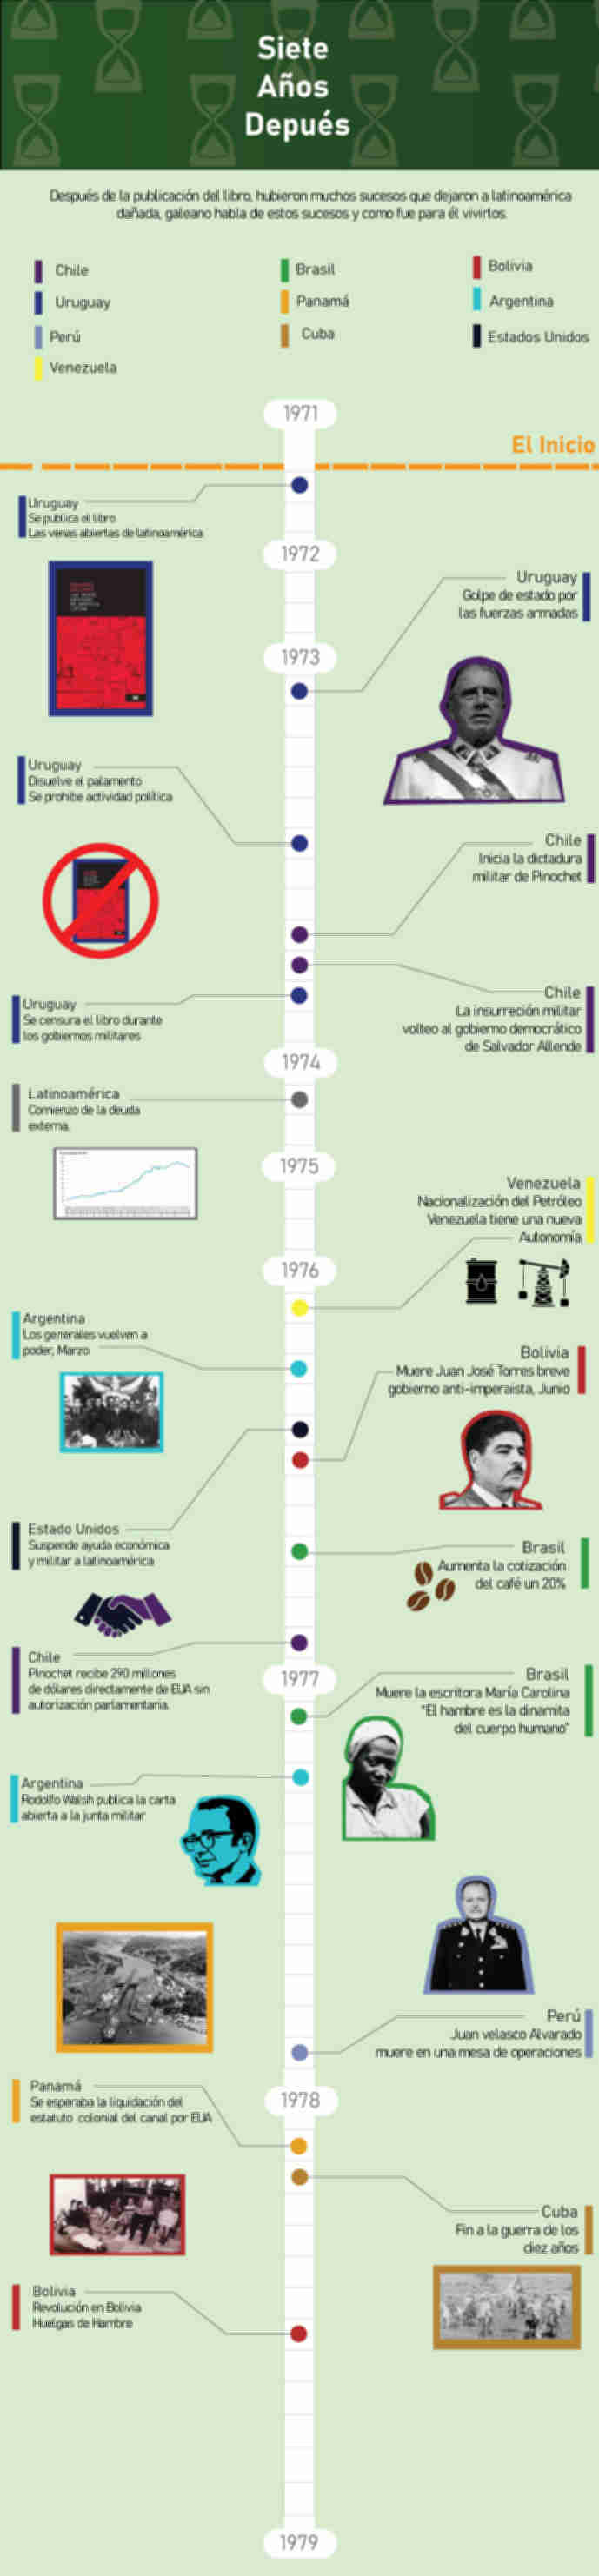 Siete
Años
Depués
Después de la publicación del libro, hubieron muchos sucesos que dejaron a latinoamérica
dañada, galeano habla de estos sucesos y como fue para él vivirlos.
Chile
Brasil
Bolivia
Uruguay
Panamá
Argentina
Perú
Cuba
Estados Unidos
Venezuela
1971
El Inicio
Uruguay
Se publica el libro
Las venas abiertas de latinoamérica
1972
Uruguay
Golpe de estado por
las fuerzas armadas
1973
Uruguay
Disuelve el palamento
Se prohibe actividad política
Chile
Inicia la dictadura
militar de Pinochet
Uruguay
Se censura el libro durante
los gobiernos militares
Chile
La insurreción militar
volteo al gobierno democrático
de Salvador Allende
1974
Latinoamérica
Comienzo de la deuda
externa.
1975
Venezuela
Nacionalización del Petróleo
Venezuela tiene una nueva
Autonomía
1976
Argentina
Los generales vuelven a
poder, Marzo
Bolivia
Muere Juan José Torres breve
gobierno anti-imperaista, Junio
Estado Unidos
Suspende ayuda económica
y militar a latinoamérica
Brasil
Aumenta la cotización
del café un 20%
Chile
Pinochet recibe 290 millones
de dólares directamente de EUA sin
autorización parlamentaria.
1977
Brasil
Muere la escritora María Carolina
"El hambre es la dinamita
del cuerpo humano"
Argentina
Rodolfo Walsh publica la carta
abierta a la junta militar
Perú
Juan velasco Alvarado
muere en una mesa de operaciones
Panamá
Se esperaba la liquidación del
estatuto colonial del canal por EUA
1978
Cuba
Fin a la guerra de los
diez años
Bolivia
Revolución en Bolivia
Huelgas de Hambre
1979